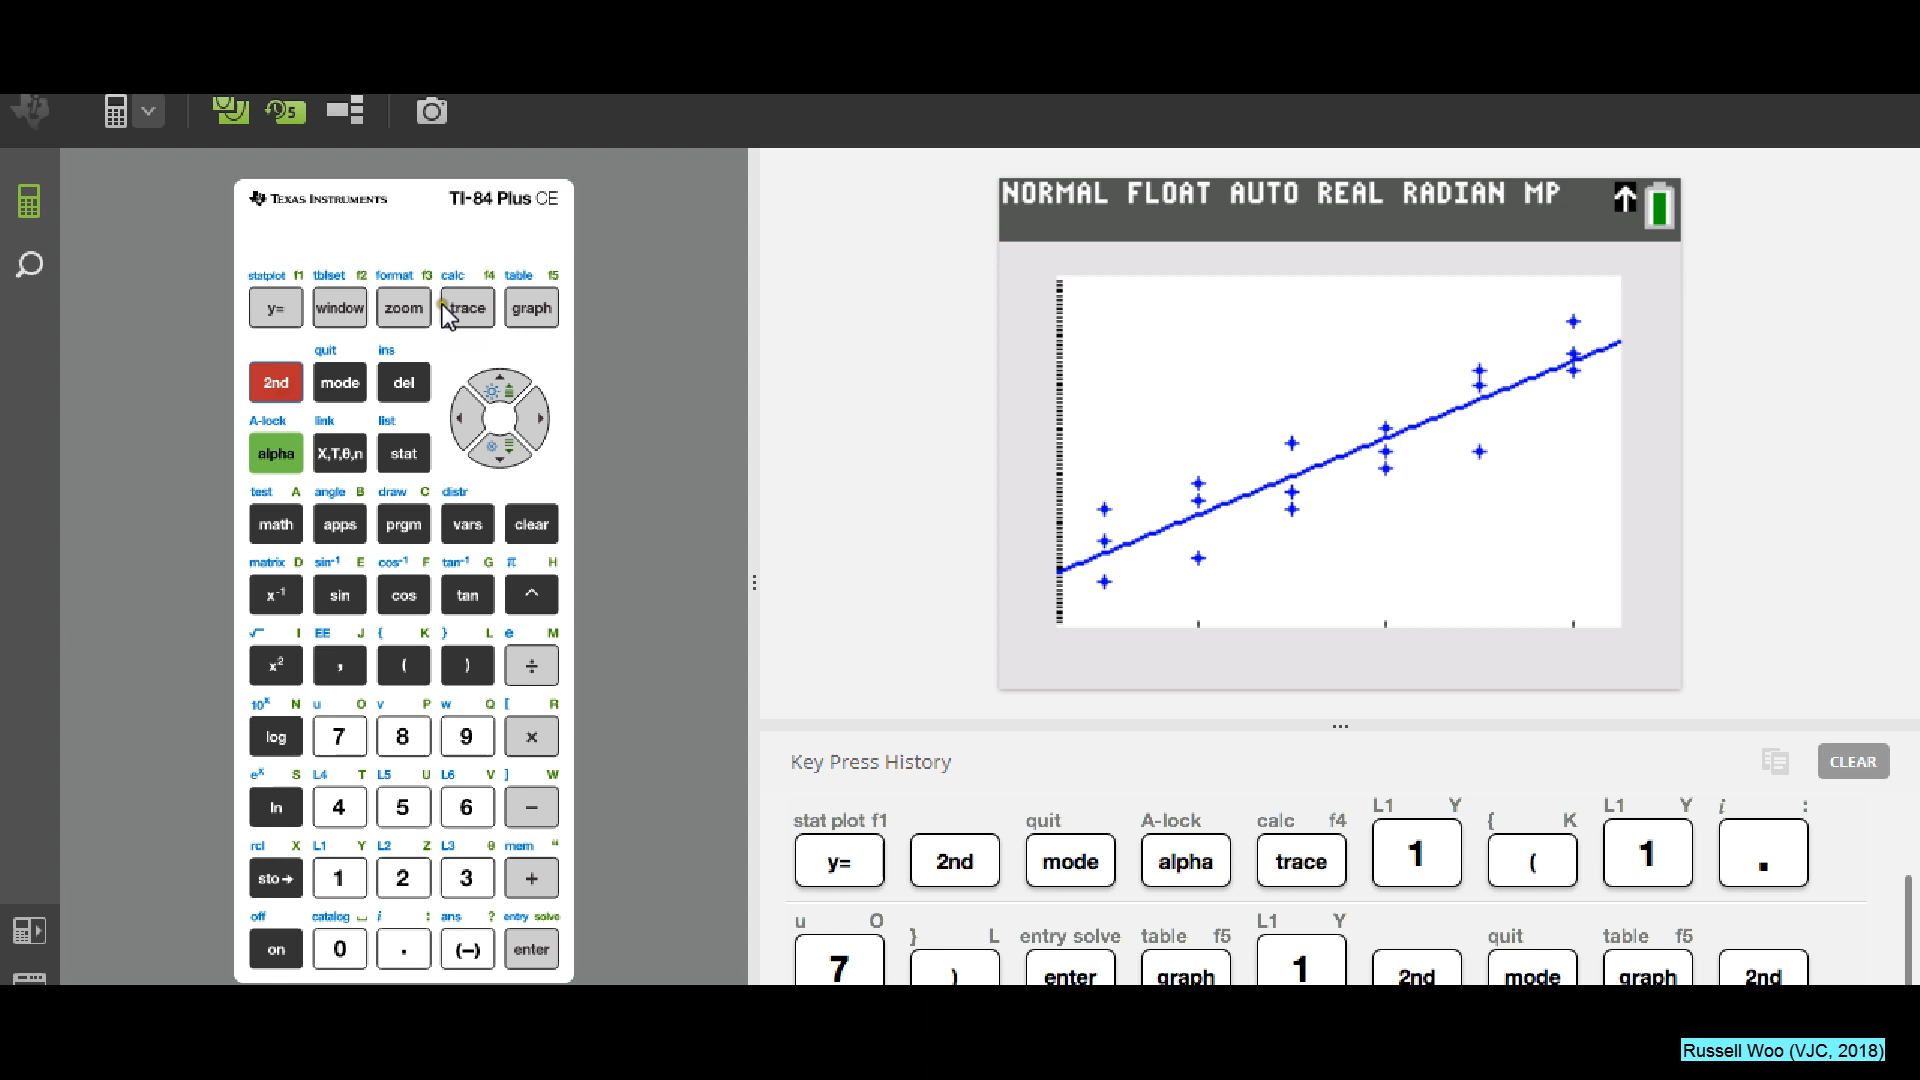 5
TEXAS INSTRUMENTS TI-84 Plus CE
statplot f1 tblset f2 format f3 calc f4 table f5
y= window zoom trace graph
quit ins
2nd mode del
A-lock link list
alpha X,T,θ,n stat
test A angle B draw C distr
math apps prgm vars clear
matrix D sin⁻¹ E cos⁻¹ F tan⁻¹ G π H
x⁻¹ sin cos tan ^
√ I EE J { K } L e M
x² , ( ) ÷
10ˣ N u O v P w Q [ R
log 7 8 9 ×
eˣ S L4 T L5 U L6 V ] W
ln 4 5 6 −
rcl X L1 Y L2 Z L3 θ mem "
sto→ 1 2 3 +
off catalog i : ans ? entry solve
on 0 . (−) enter
NORMAL FLOAT AUTO REAL RADIAN MP
Key Press History
CLEAR
stat plot f1 quit A-lock calc f4 L1 Y { K L1 Y i :
y= 2nd mode alpha trace 1 ( 1 .
u O } L entry solve table f5 L1 Y quit table f5
7 ) enter graph 1 2nd mode graph 2nd
Russell Woo (VJC, 2018)